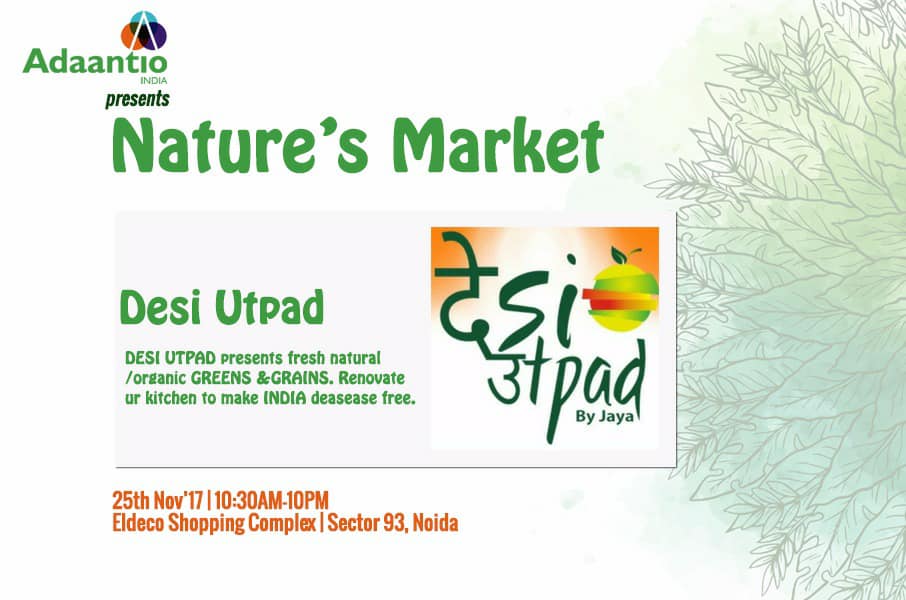 Adaantio
INDIA
presents
Nature's Market
Desi Utpad
DESI UTPAD presents fresh natural
/organic GREENS &GRAINS. Renovate
ur kitchen to make INDIA deasease free.
देsi
उtpad
By Jaya
25th Nov'17 | 10:30AM-10PM
Eldeco Shopping Complex | Sector 93, Noida